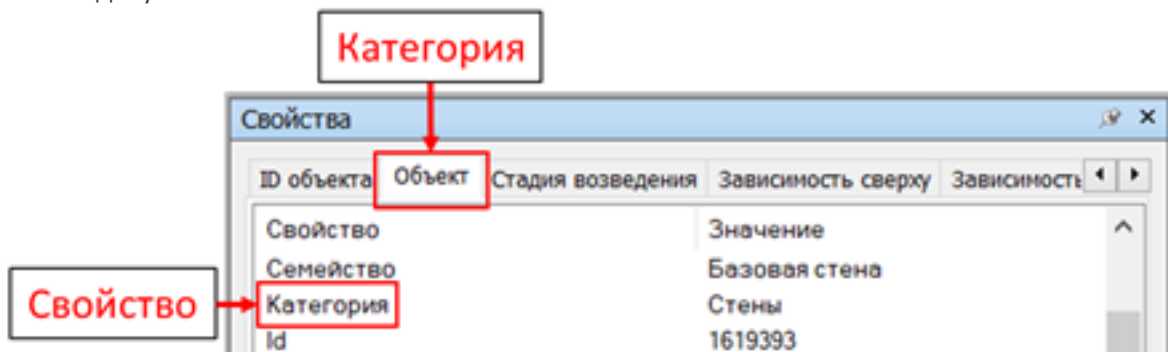 Категория
Свойства
ID объекта Объект Стадия возведения Зависимость сверху Зависимость
Свойство Значение
Семейство Базовая стена
Свойство
Категория Стены
Id 1619393